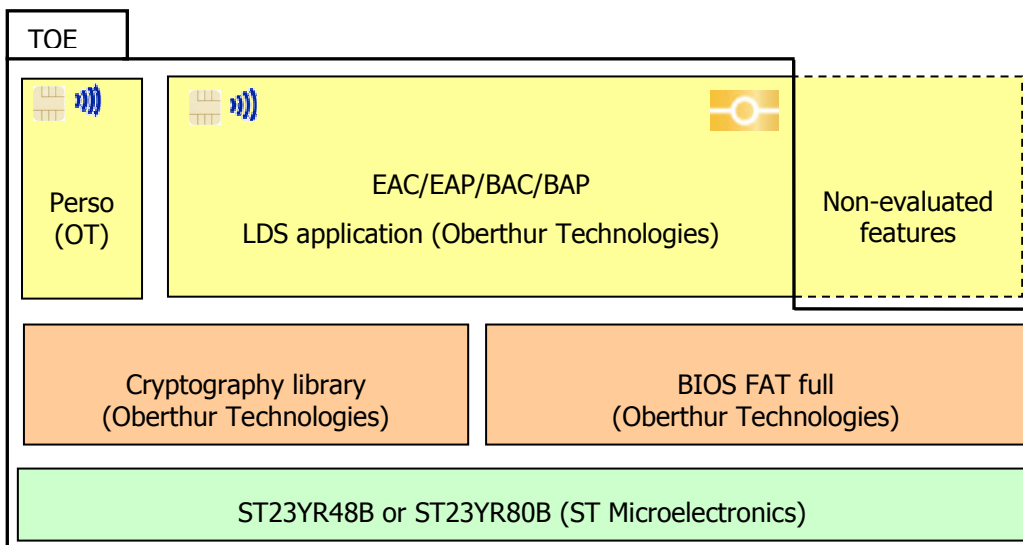 TOE
Perso
(OT)
EAC/EAP/BAC/BAP
LDS application (Oberthur Technologies)
Non-evaluated
features
Cryptography library
(Oberthur Technologies)
BIOS FAT full
(Oberthur Technologies)
ST23YR48B or ST23YR80B (ST Microelectronics)